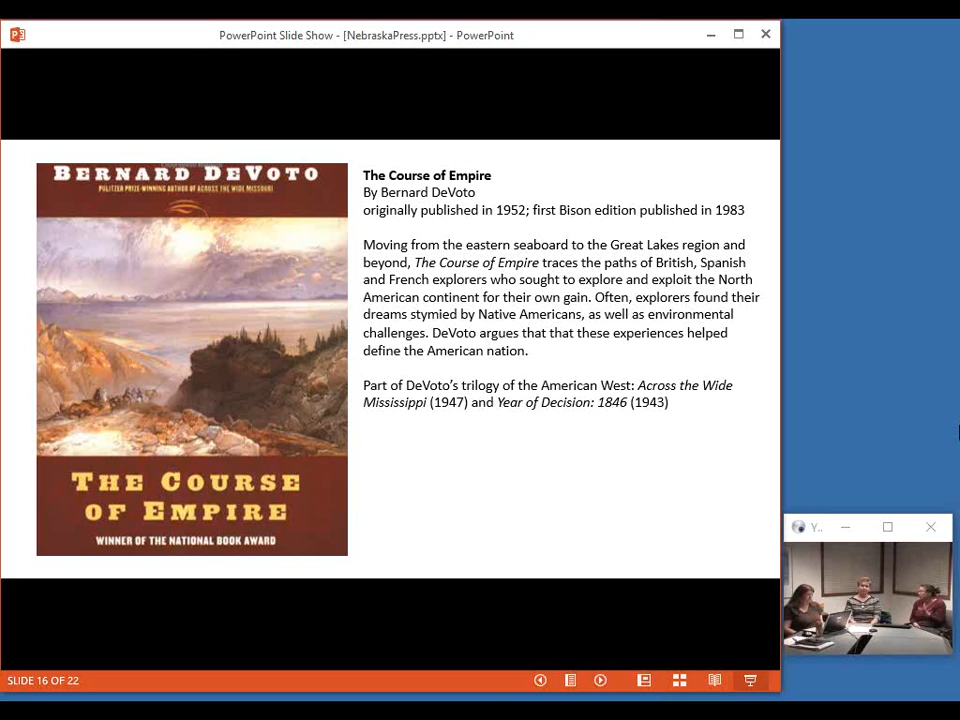 PowerPoint Slide Show - [NebraskaPress.pptx] - PowerPoint
BERNARD DEVOTO
PULITZER PRIZE-WINNING AUTHOR OF ACROSS THE WIDE MISSOURI
THE COURSE
OF EMPIRE
WINNER OF THE NATIONAL BOOK AWARD
The Course of Empire
By Bernard DeVoto
originally published in 1952; first Bison edition published in 1983
Moving from the eastern seaboard to the Great Lakes region and
beyond, The Course of Empire traces the paths of British, Spanish
and French explorers who sought to explore and exploit the North
American continent for their own gain. Often, explorers found their
dreams stymied by Native Americans, as well as environmental
challenges. DeVoto argues that that these experiences helped
define the American nation.
Part of DeVoto's trilogy of the American West: Across the Wide
Mississippi (1947) and Year of Decision: 1846 (1943)
Y..
SLIDE 16 OF 22